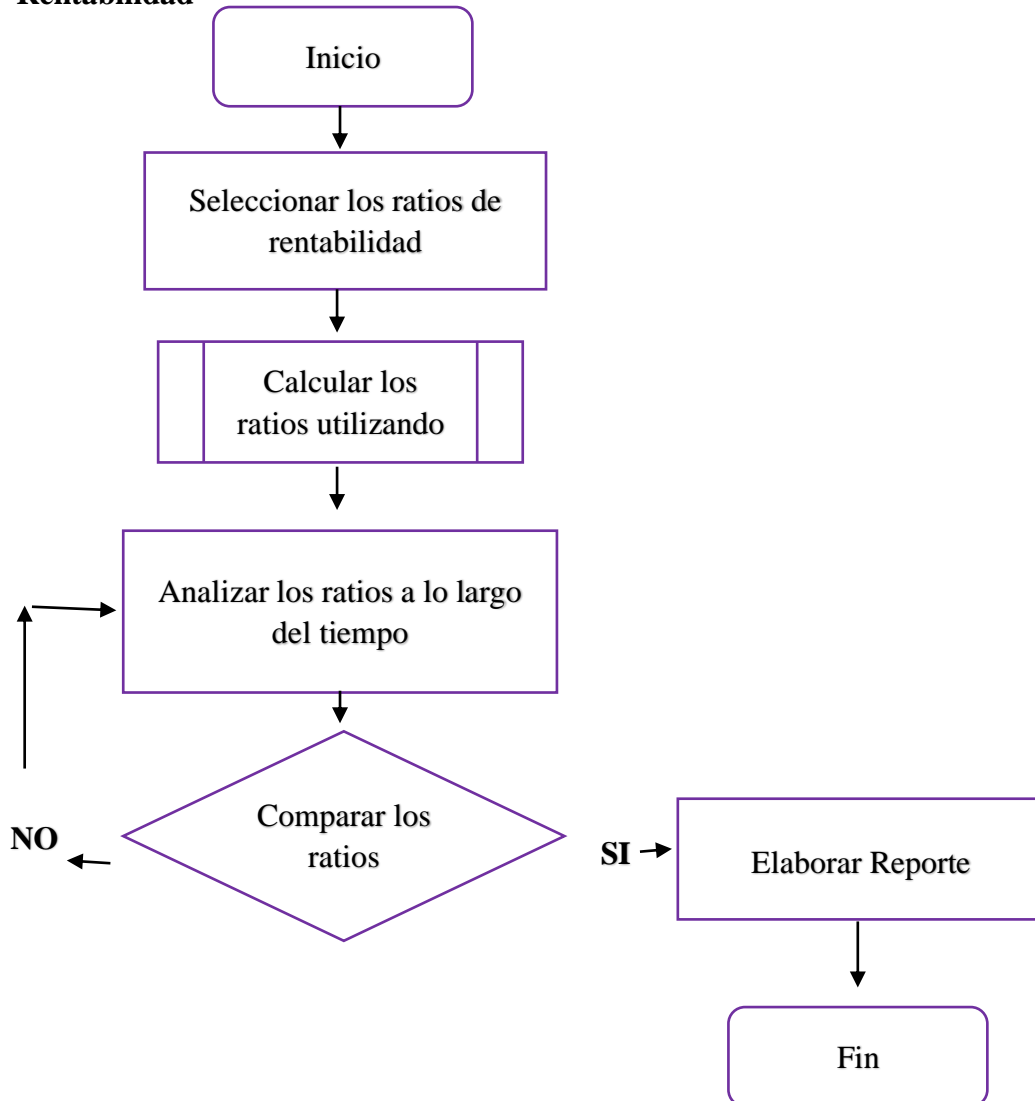 Rentabilidad
Inicio
Seleccionar los ratios de
rentabilidad
Calcular los
ratios utilizando
Analizar los ratios a lo largo
del tiempo
Comparar los
ratios
NO
SI
Elaborar Reporte
Fin